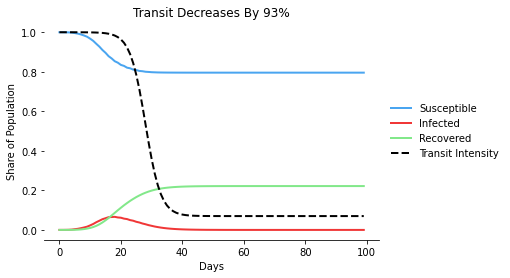 Transit Decreases By 93%
1.0
0.8
0.6
0.4
0.2
0.0
Share of Population
0 20 40 60 80 100
Days
Susceptible
Infected
Recovered
Transit Intensity